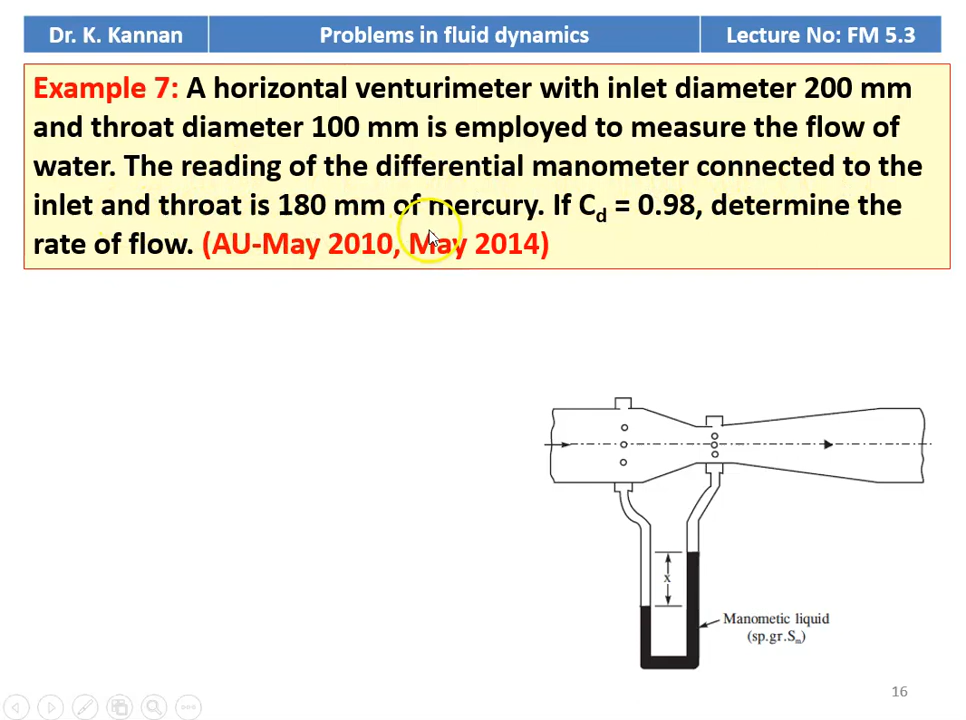 Dr. K. Kannan Problems in fluid dynamics Lecture No: FM 5.3
Example 7: A horizontal venturimeter with inlet diameter 200 mm
and throat diameter 100 mm is employed to measure the flow of
water. The reading of the differential manometer connected to the
inlet and throat is 180 mm of mercury. If Cd = 0.98, determine the
rate of flow. (AU-May 2010, May 2014)
x
Manometic liquid
(sp.gr.Sm)
16